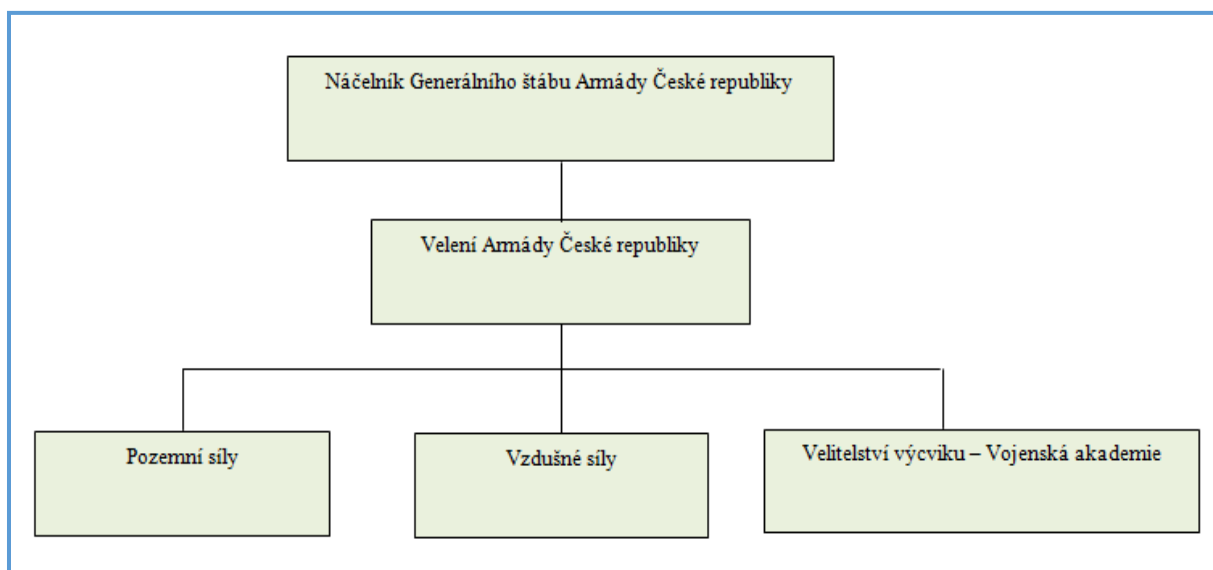 Náčelník Generálního štábu Armády České republiky
Velení Armády České republiky
Pozemní síly
Vzdušné síly
Velitelství výcviku – Vojenská akademie